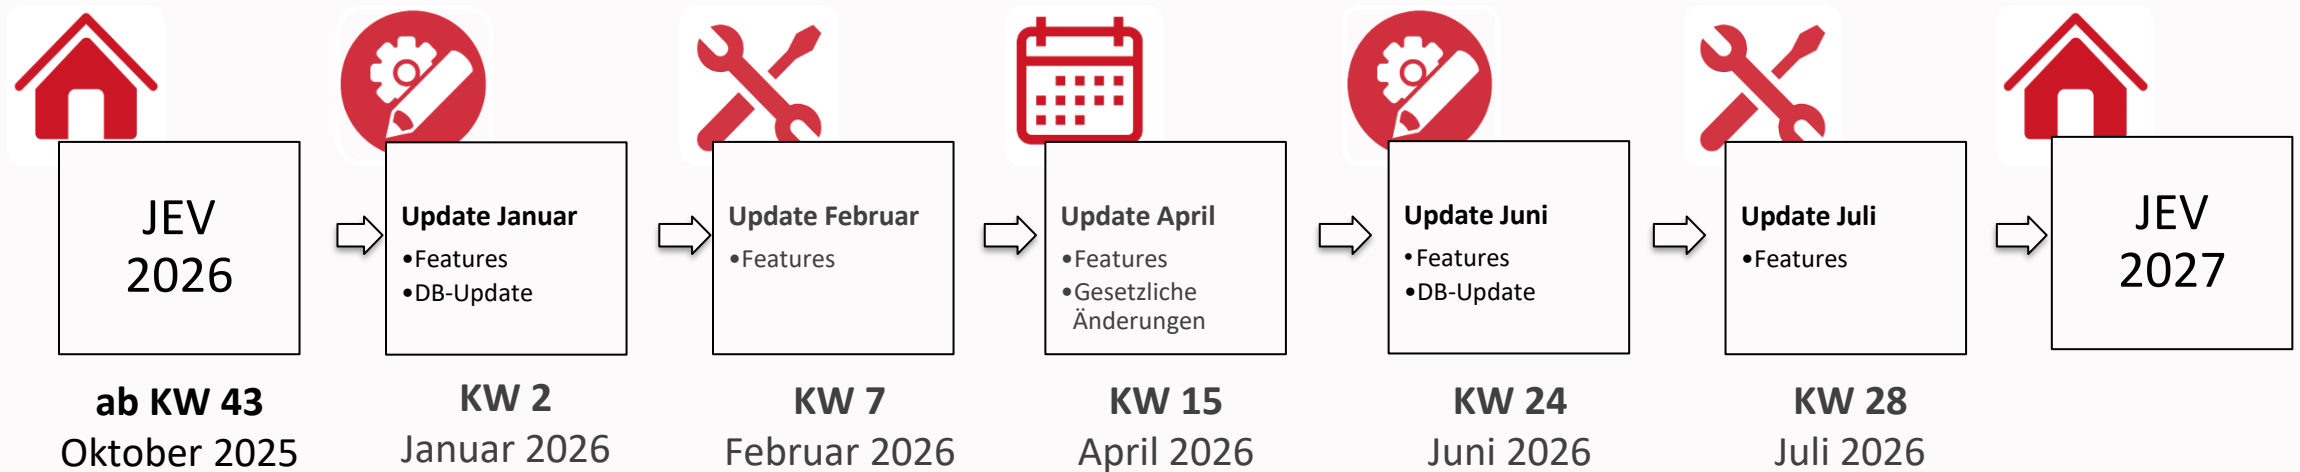 JEV
2026
ab KW 43
Oktober 2025
Update Januar
•Features
•DB-Update
KW 2
Januar 2026
Update Februar
•Features
KW 7
Februar 2026
Update April
•Features
•Gesetzliche
Änderungen
KW 15
April 2026
Update Juni
•Features
•DB-Update
KW 24
Juni 2026
Update Juli
•Features
KW 28
Juli 2026
JEV
2027